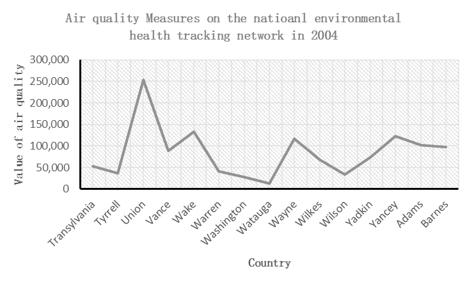 Air quality Measures on the natioanl environmental
health tracking network in 2004
Value of air quality
300,000
250,000
200,000
150,000
100,000
50,000
0
Transylvania
Tyrrell
Union
Vance
Wake
Warren
Washington
Watauga
Wayne
Wilkes
Wilson
Yadkin
Yancey
Adams
Barnes
Country